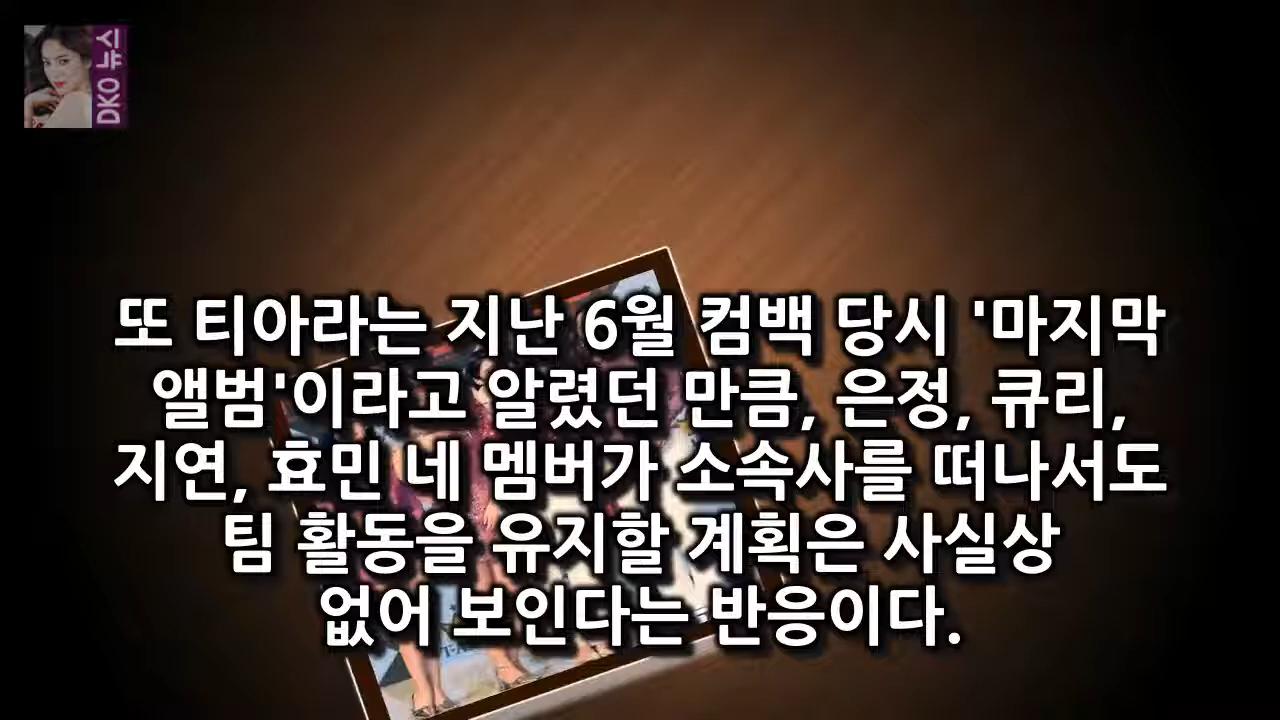 DKO 뉴스
또 티아라는 지난 6월 컴백 당시 '마지막
앨범'이라고 알렸던 만큼, 은정, 큐리,
지연, 효민 네 멤버가 소속사를 떠나서도
팀 활동을 유지할 계획은 사실상
없어 보인다는 반응이다.